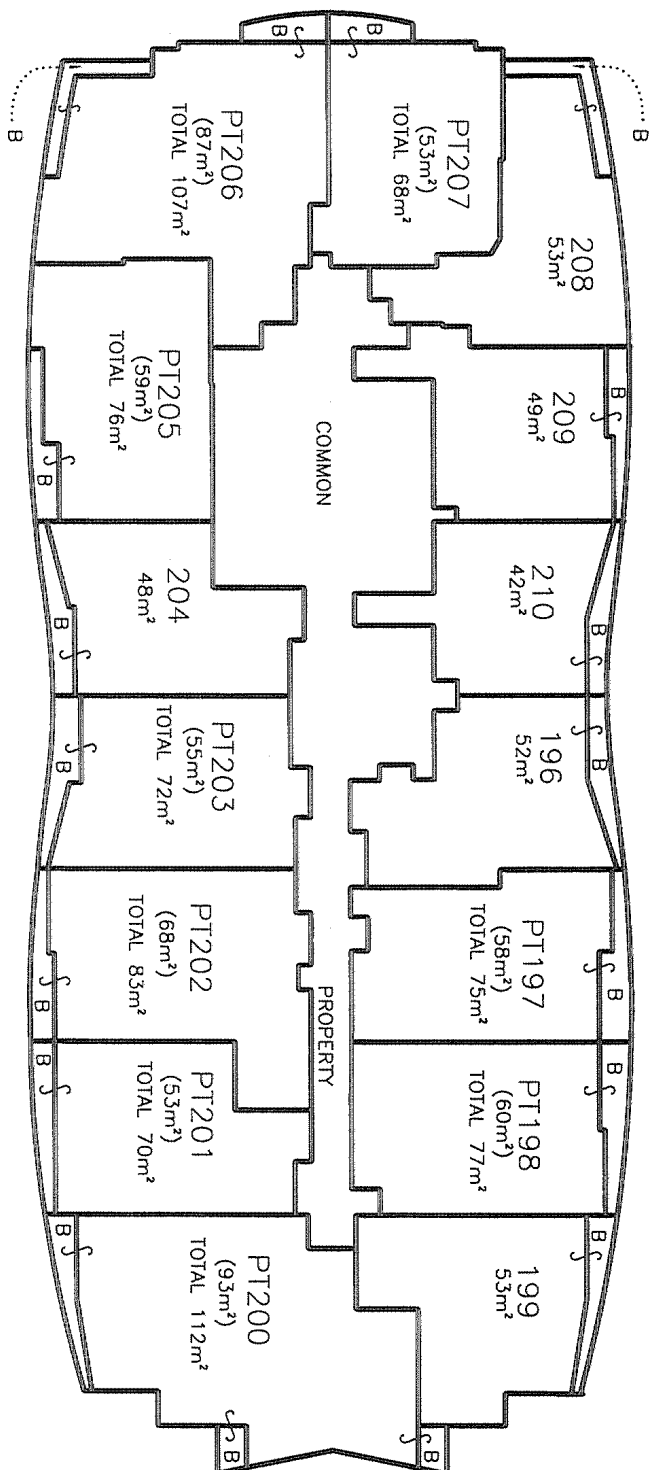 B
B
B
B
B
B
B
208
53m²
209
49m²
210
42m²
196
52m²
PT197
(58m²)
TOTAL 75m²
PT198
(60m²)
TOTAL 77m²
199
53m²
B
B
PT207
(53m²)
TOTAL 68m²
COMMON
PROPERTY
B
PT206
(87m²)
TOTAL 107m²
PT205
(59m²)
TOTAL 76m²
204
48m²
PT203
(55m²)
TOTAL 72m²
PT202
(68m²)
TOTAL 83m²
PT201
(53m²)
TOTAL 70m²
PT200
(93m²)
TOTAL 112m²
B
B
B
B
B
B
B
B
B